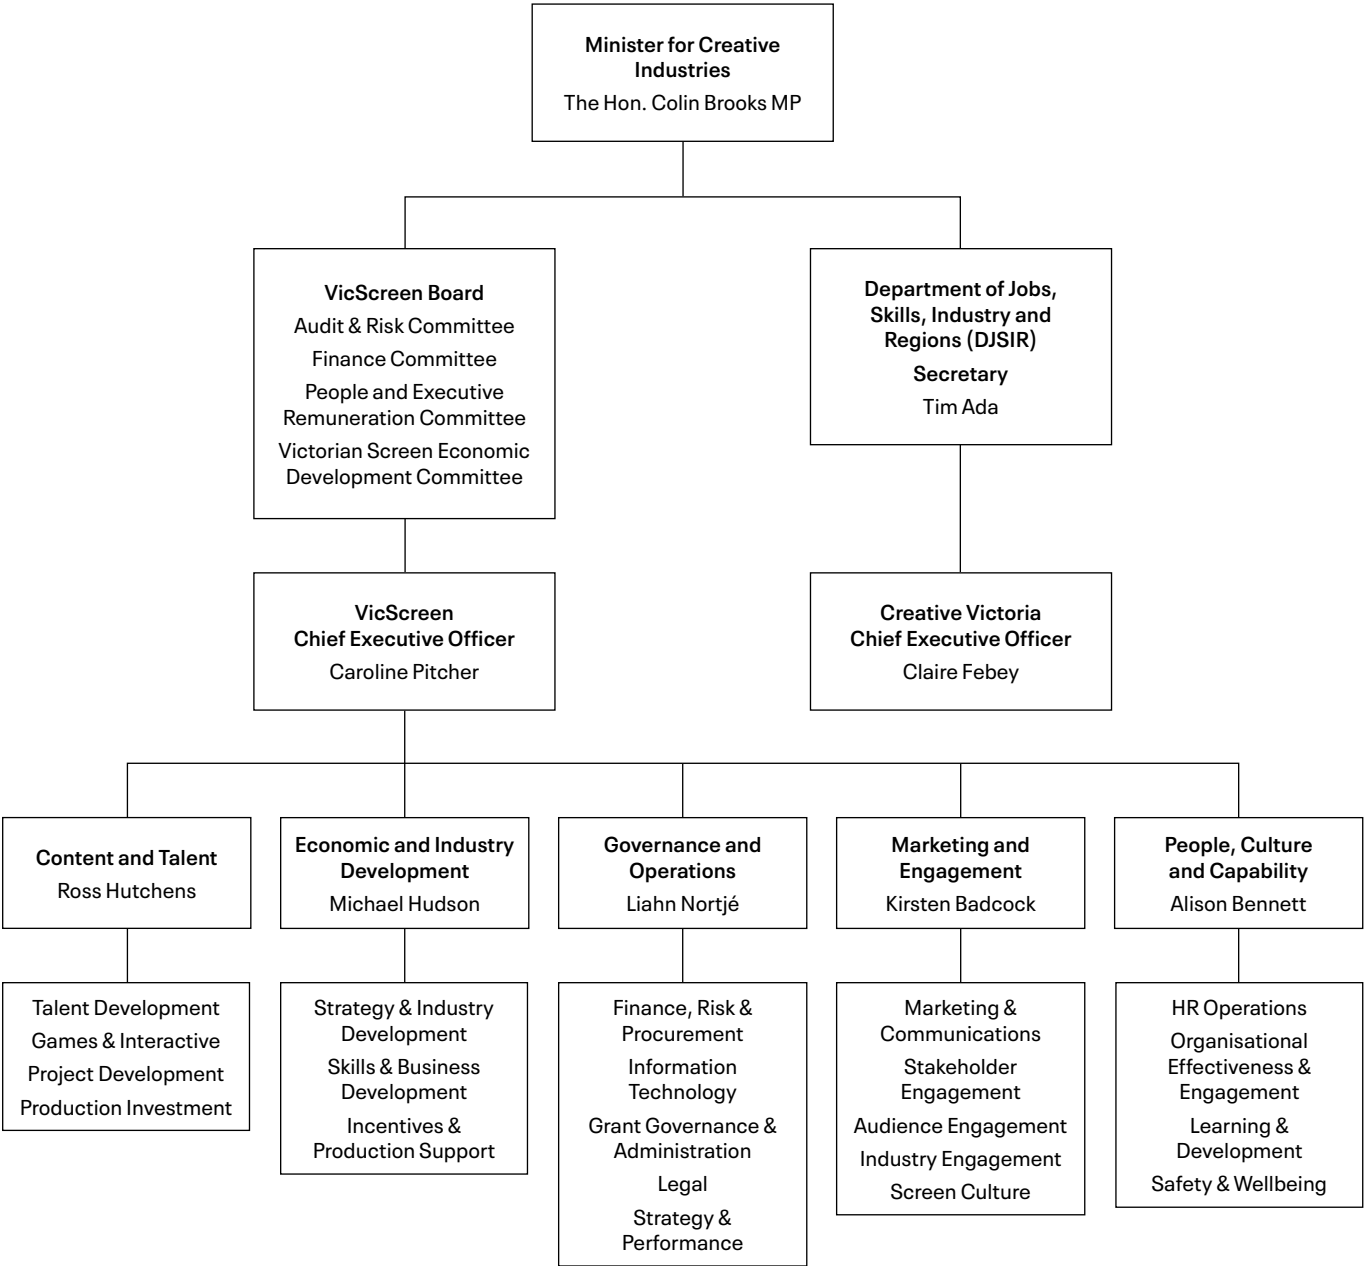 Minister for Creative
Industries
The Hon. Colin Brooks MP
VicScreen Board
Audit & Risk Committee
Finance Committee
People and Executive
Remuneration Committee
Victorian Screen Economic
Development Committee
Department of Jobs,
Skills, Industry and
Regions (DJSIR)
Secretary
Tim Ada
VicScreen
Chief Executive Officer
Caroline Pitcher
Creative Victoria
Chief Executive Officer
Claire Febey
Content and Talent
Ross Hutchens
Economic and Industry
Development
Michael Hudson
Governance and
Operations
Liahn Nortjé
Marketing and
Engagement
Kirsten Badcock
People, Culture
and Capability
Alison Bennett
Talent Development
Games & Interactive
Project Development
Production Investment
Strategy & Industry
Development
Skills & Business
Development
Incentives &
Production Support
Finance, Risk &
Procurement
Information
Technology
Grant Governance &
Administration
Legal
Strategy &
Performance
Marketing &
Communications
Stakeholder
Engagement
Audience Engagement
Industry Engagement
Screen Culture
HR Operations
Organisational
Effectiveness &
Engagement
Learning &
Development
Safety & Wellbeing